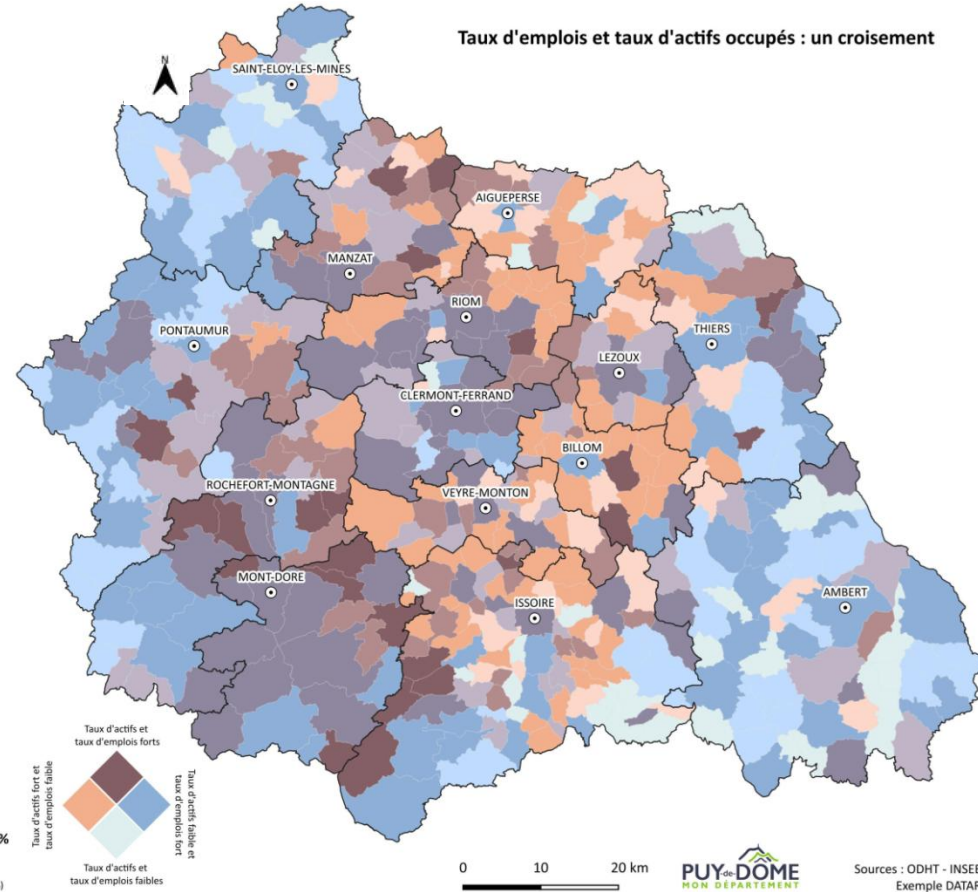 Taux d'emplois et taux d'actifs occupés : un croisement
N
SAINT-ELOY-LES-MINES
AIGUEPERSE
MANZAT
RIOM
PONTAUMUR
THIERS
LEZOUX
CLERMONT-FERRAND
BILLOM
ROCHEFORT-MONTAGNE
VEYRE-MONTON
MONT-DORE
AMBERT
ISSOIRE
Taux d'actifs et
taux d'emplois forts
Taux d'actifs fort et
taux d'emplois faible
Taux d'actifs faible et
taux d'emplois fort
Taux d'actifs et
taux d'emplois faibles
%
)
0 10 20 km
PUY-de-DÔME
MON DÉPARTEMENT
Sources : ODHT - INSEE
Exemple DATAR